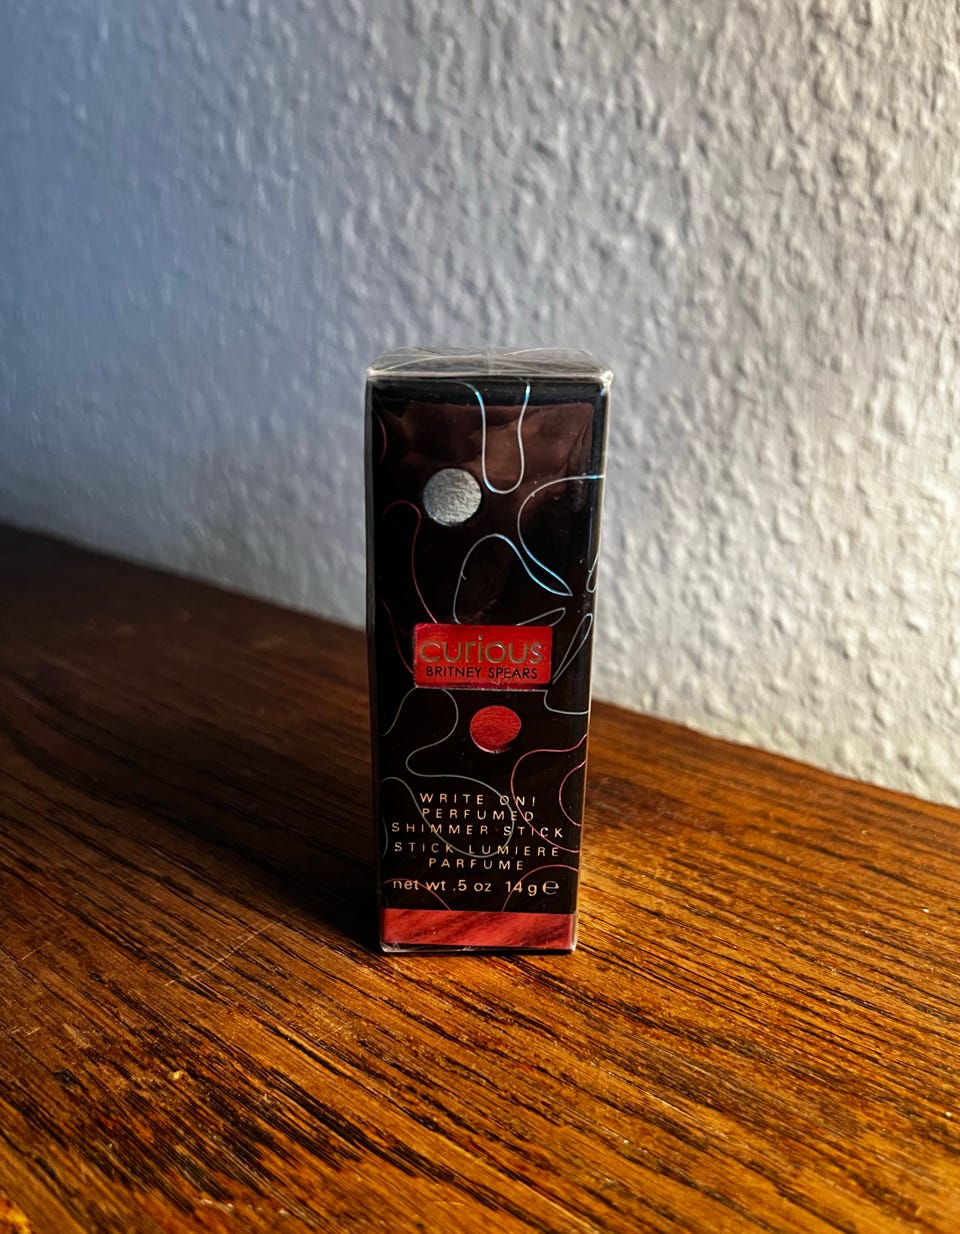 curious
BRITNEY SPEARS
WRITE ON!
PERFUMED
SHIMMER STICK
STICK LUMIERE
PARFUME
net wt .5 oz 14g ℮